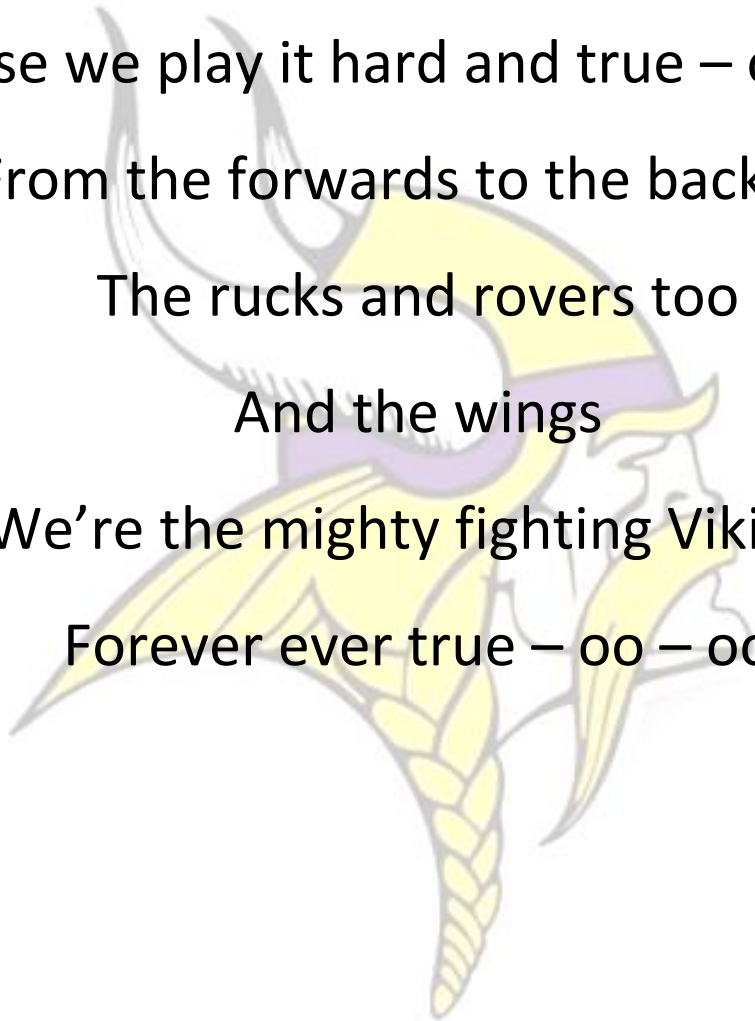 se we play it hard and true –
From the forwards to the back
The rucks and rovers too
And the wings
We’re the mighty fighting Viki
Forever ever true – oo –